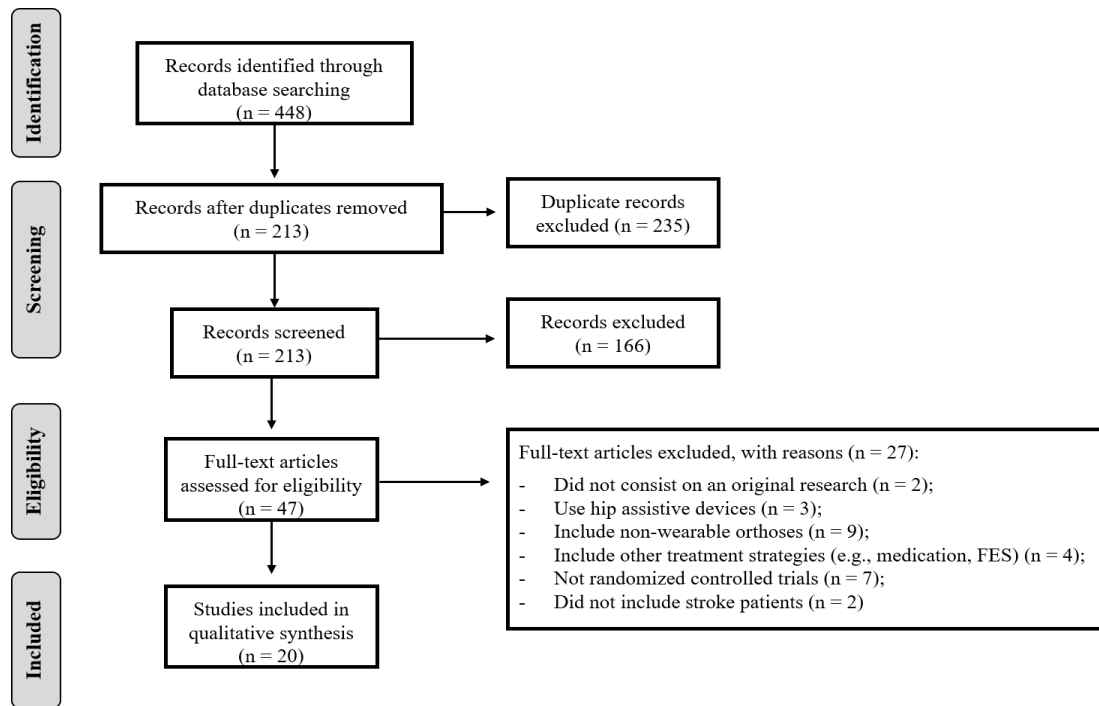 Identification
Records identified through
database searching
(n = 448)
Screening
Records after duplicates removed
(n = 213)
Duplicate records
excluded (n = 235)
Records screened
(n = 213)
Records excluded
(n = 166)
Eligibility
Full-text articles
assessed for eligibility
(n = 47)
Full-text articles excluded, with reasons (n = 27):
- Did not consist on an original research (n = 2);
- Use hip assistive devices (n = 3);
- Include non-wearable orthoses (n = 9);
- Include other treatment strategies (e.g., medication, FES) (n = 4);
- Not randomized controlled trials (n = 7);
- Did not include stroke patients (n = 2)
Included
Studies included in
qualitative synthesis
(n = 20)